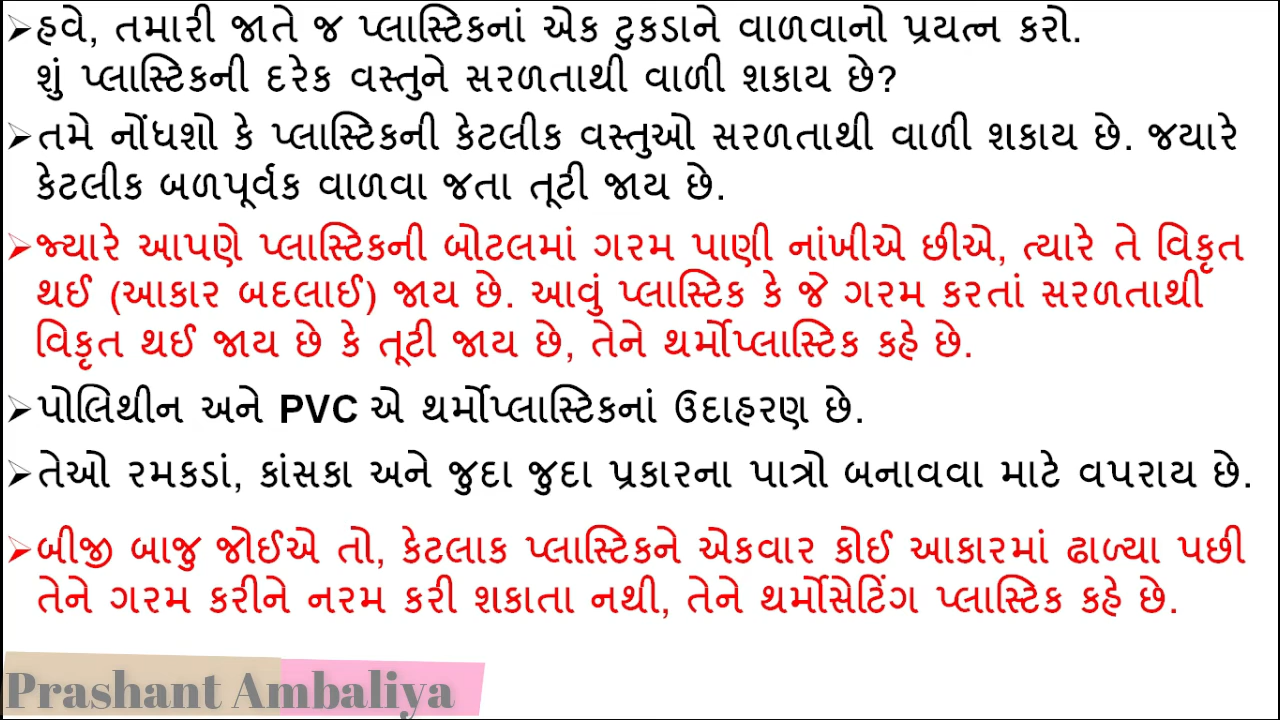 ➢હવે, તમારી જાતે જ પ્લાસ્ટિકનાં એક ટુકડાને વાળવાનો પ્રયત્ન કરો.
શું પ્લાસ્ટિકની દરેક વસ્તુને સરળતાથી વાળી શકાય છે?
➢તમે નોંધશો કે પ્લાસ્ટિકની કેટલીક વસ્તુઓ સરળતાથી વાળી શકાય છે. જયારે
કેટલીક બળપૂર્વક વાળવા જતા તૂટી જાય છે.
➢જ્યારે આપણે પ્લાસ્ટિકની બોટલમાં ગરમ પાણી નાંખીએ છીએ, ત્યારે તે વિકૃત
થઈ (આકાર બદલાઈ) જાય છે. આવું પ્લાસ્ટિક કે જે ગરમ કરતાં સરળતાથી
વિકૃત થઈ જાય છે કે તૂટી જાય છે, તેને થર્મોપ્લાસ્ટિક કહે છે.
➢પોલિથીન અને PVC એ થર્મોપ્લાસ્ટિકનાં ઉદાહરણ છે.
➢તેઓ રમકડાં, કાંસકા અને જુદા જુદા પ્રકારના પાત્રો બનાવવા માટે વપરાય છે.
➢બીજી બાજુ જોઈએ તો, કેટલાક પ્લાસ્ટિકને એકવાર કોઈ આકારમાં ઢાળ્યા પછી
તેને ગરમ કરીને નરમ કરી શકાતા નથી, તેને થર્મોસેટિંગ પ્લાસ્ટિક કહે છે.
Prashant Ambaliya